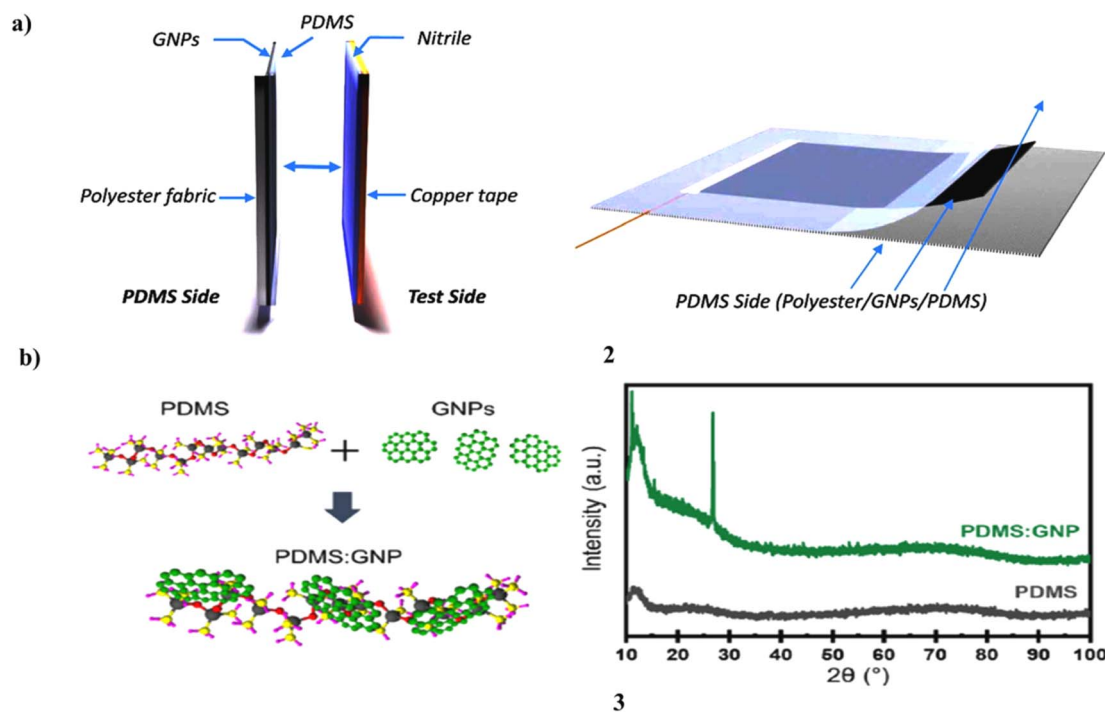 a)
GNPs
PDMS
Nitrile
Polyester fabric
Copper tape
PDMS Side
Test Side
PDMS Side (Polyester/GNPs/PDMS)
b)
2
PDMS
GNPs
+
PDMS:GNP
Intensity (a.u.)
PDMS:GNP
PDMS
10 20 30 40 50 60 70 80 90 100
2θ (°)
3